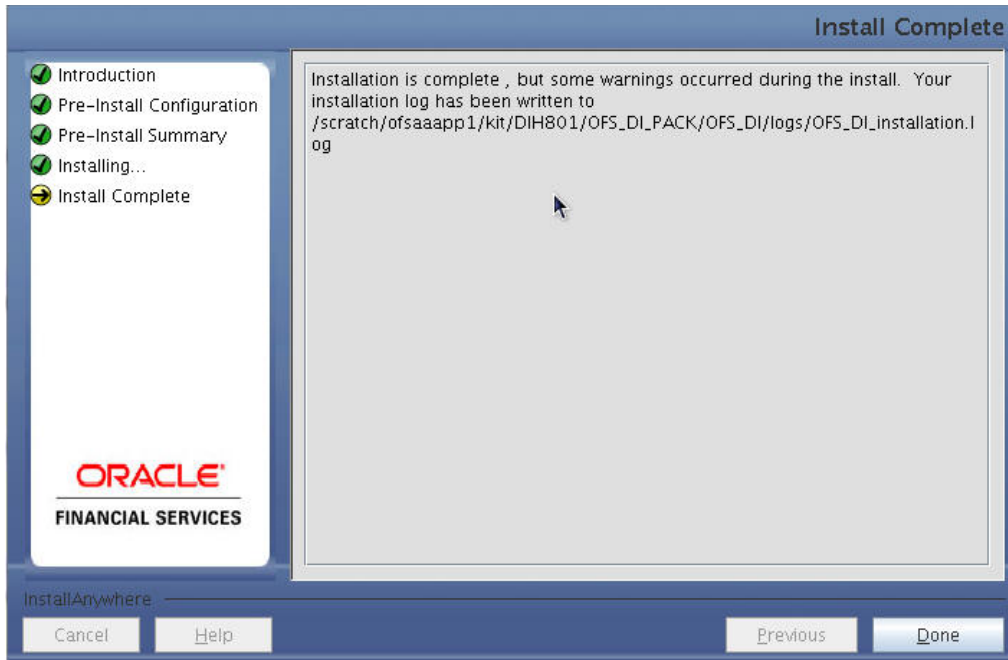 Install Complete
Introduction
Pre-Install Configuration
Pre-Install Summary
Installing...
Install Complete
ORACLE'
FINANCIAL SERVICES
Installation is complete , but some warnings occurred during the install.  Your
installation log has been written to
/scratch/ofsaaapp1/kit/DIH801/OFS_DI_PACK/OFS_DI/logs/OFS_DI_installation.l
og
InstallAnywhere
Cancel
Help
Previous
Done